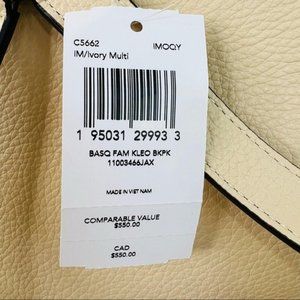 C5662 IMOQY
IM/Ivory Multi
1 95031 29993 3
BASQ FAM KLEO BKPK
11003466JAX
MADE IN VIET NAM
COMPARABLE VALUE
$550.00
CAD
$550.00